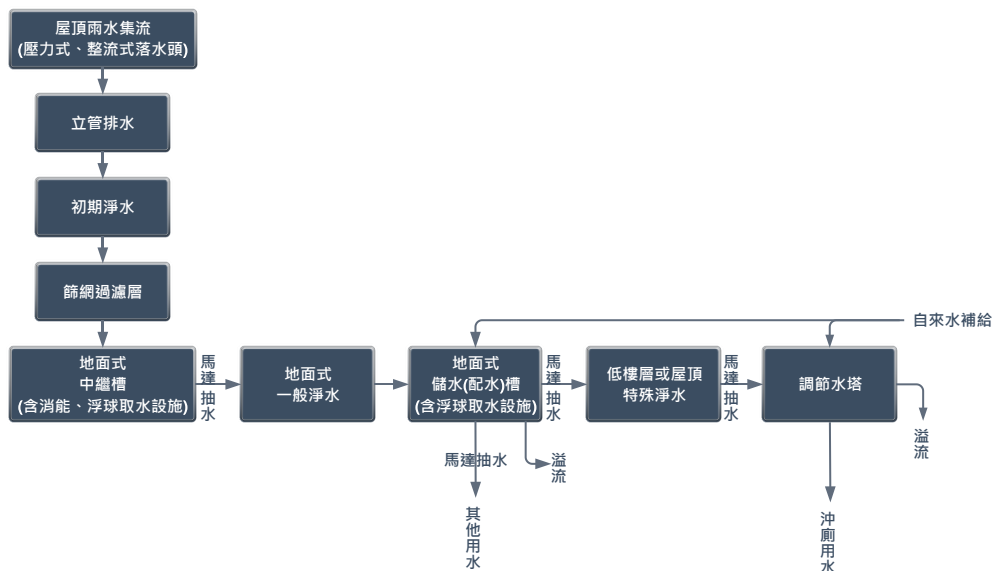 屋頂雨水集流
(壓力式、整流式落水頭)
立管排水
初期淨水
篩網過濾層
自來水補給
地面式
中繼槽
(含消能、浮球取水設施)
馬達抽水
地面式
一般淨水
地面式
儲水(配水)槽
(含浮球取水設施)
馬達抽水
低樓層或屋頂
特殊淨水
馬達抽水
調節水塔
溢流
馬達抽水
溢流
其他用水
沖廁用水